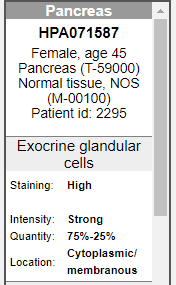 Pancreas
HPA071587
Female, age 45
Pancreas (T-59000)
Normal tissue, NOS
(M-00100)
Patient id: 2295
Exocrine glandular
cells
Staining: High
Intensity: Strong
Quantity: 75%-25%
Location: Cytoplasmic/
membranous